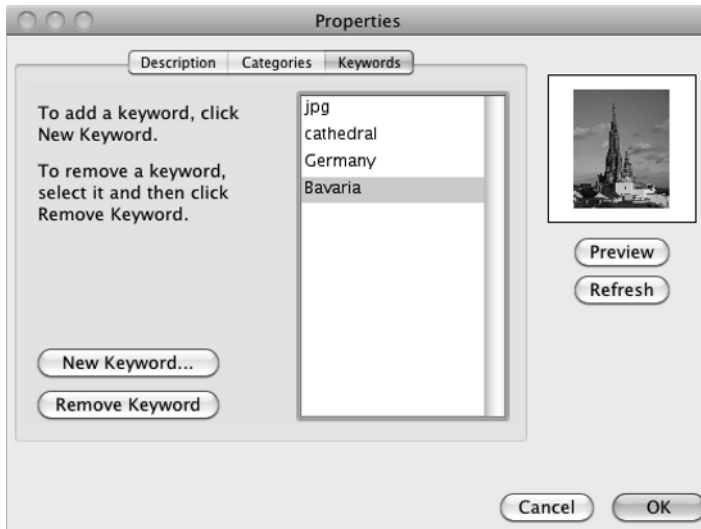 Properties
Description Categories Keywords
To add a keyword, click
New Keyword.
To remove a keyword,
select it and then click
Remove Keyword.
New Keyword...
Remove Keyword
jpg
cathedral
Germany
Bavaria
Preview
Refresh
Cancel OK